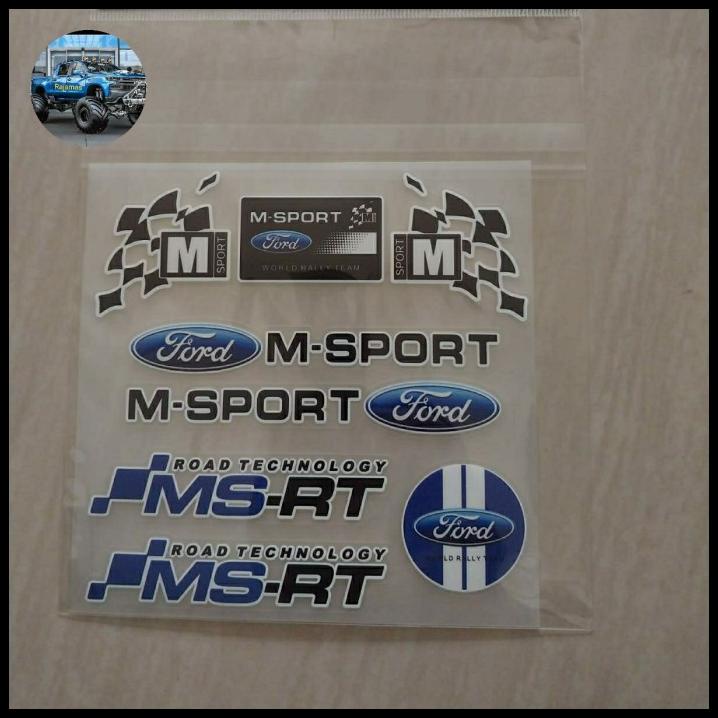 Rajamas
M SPORT
M-SPORT
M
Ford
WORLD RALLY TEAM
SPORT M
Ford M-SPORT
M-SPORT Ford
ROAD TECHNOLOGY
MS-RT
Ford
WORLD RALLY TEAM
ROAD TECHNOLOGY
MS-RT